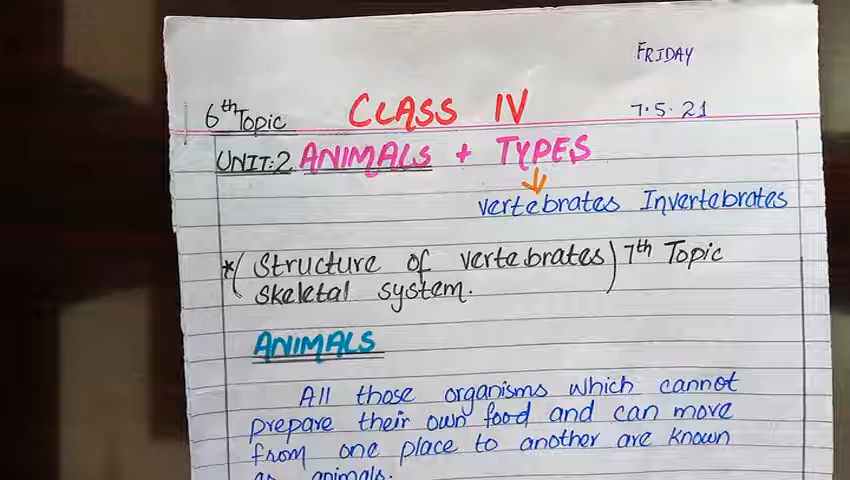 FRIDAY
6th Topic CLASS IV 7.5.21
UNIT:2. ANIMALS + TYPES
vertebrates Invertebrates
*(Structure of vertebrates) 7th Topic
skeletal system.
ANIMALS
All those organisms which cannot
prepare their own food and can move
from one place to another are known
as animals.